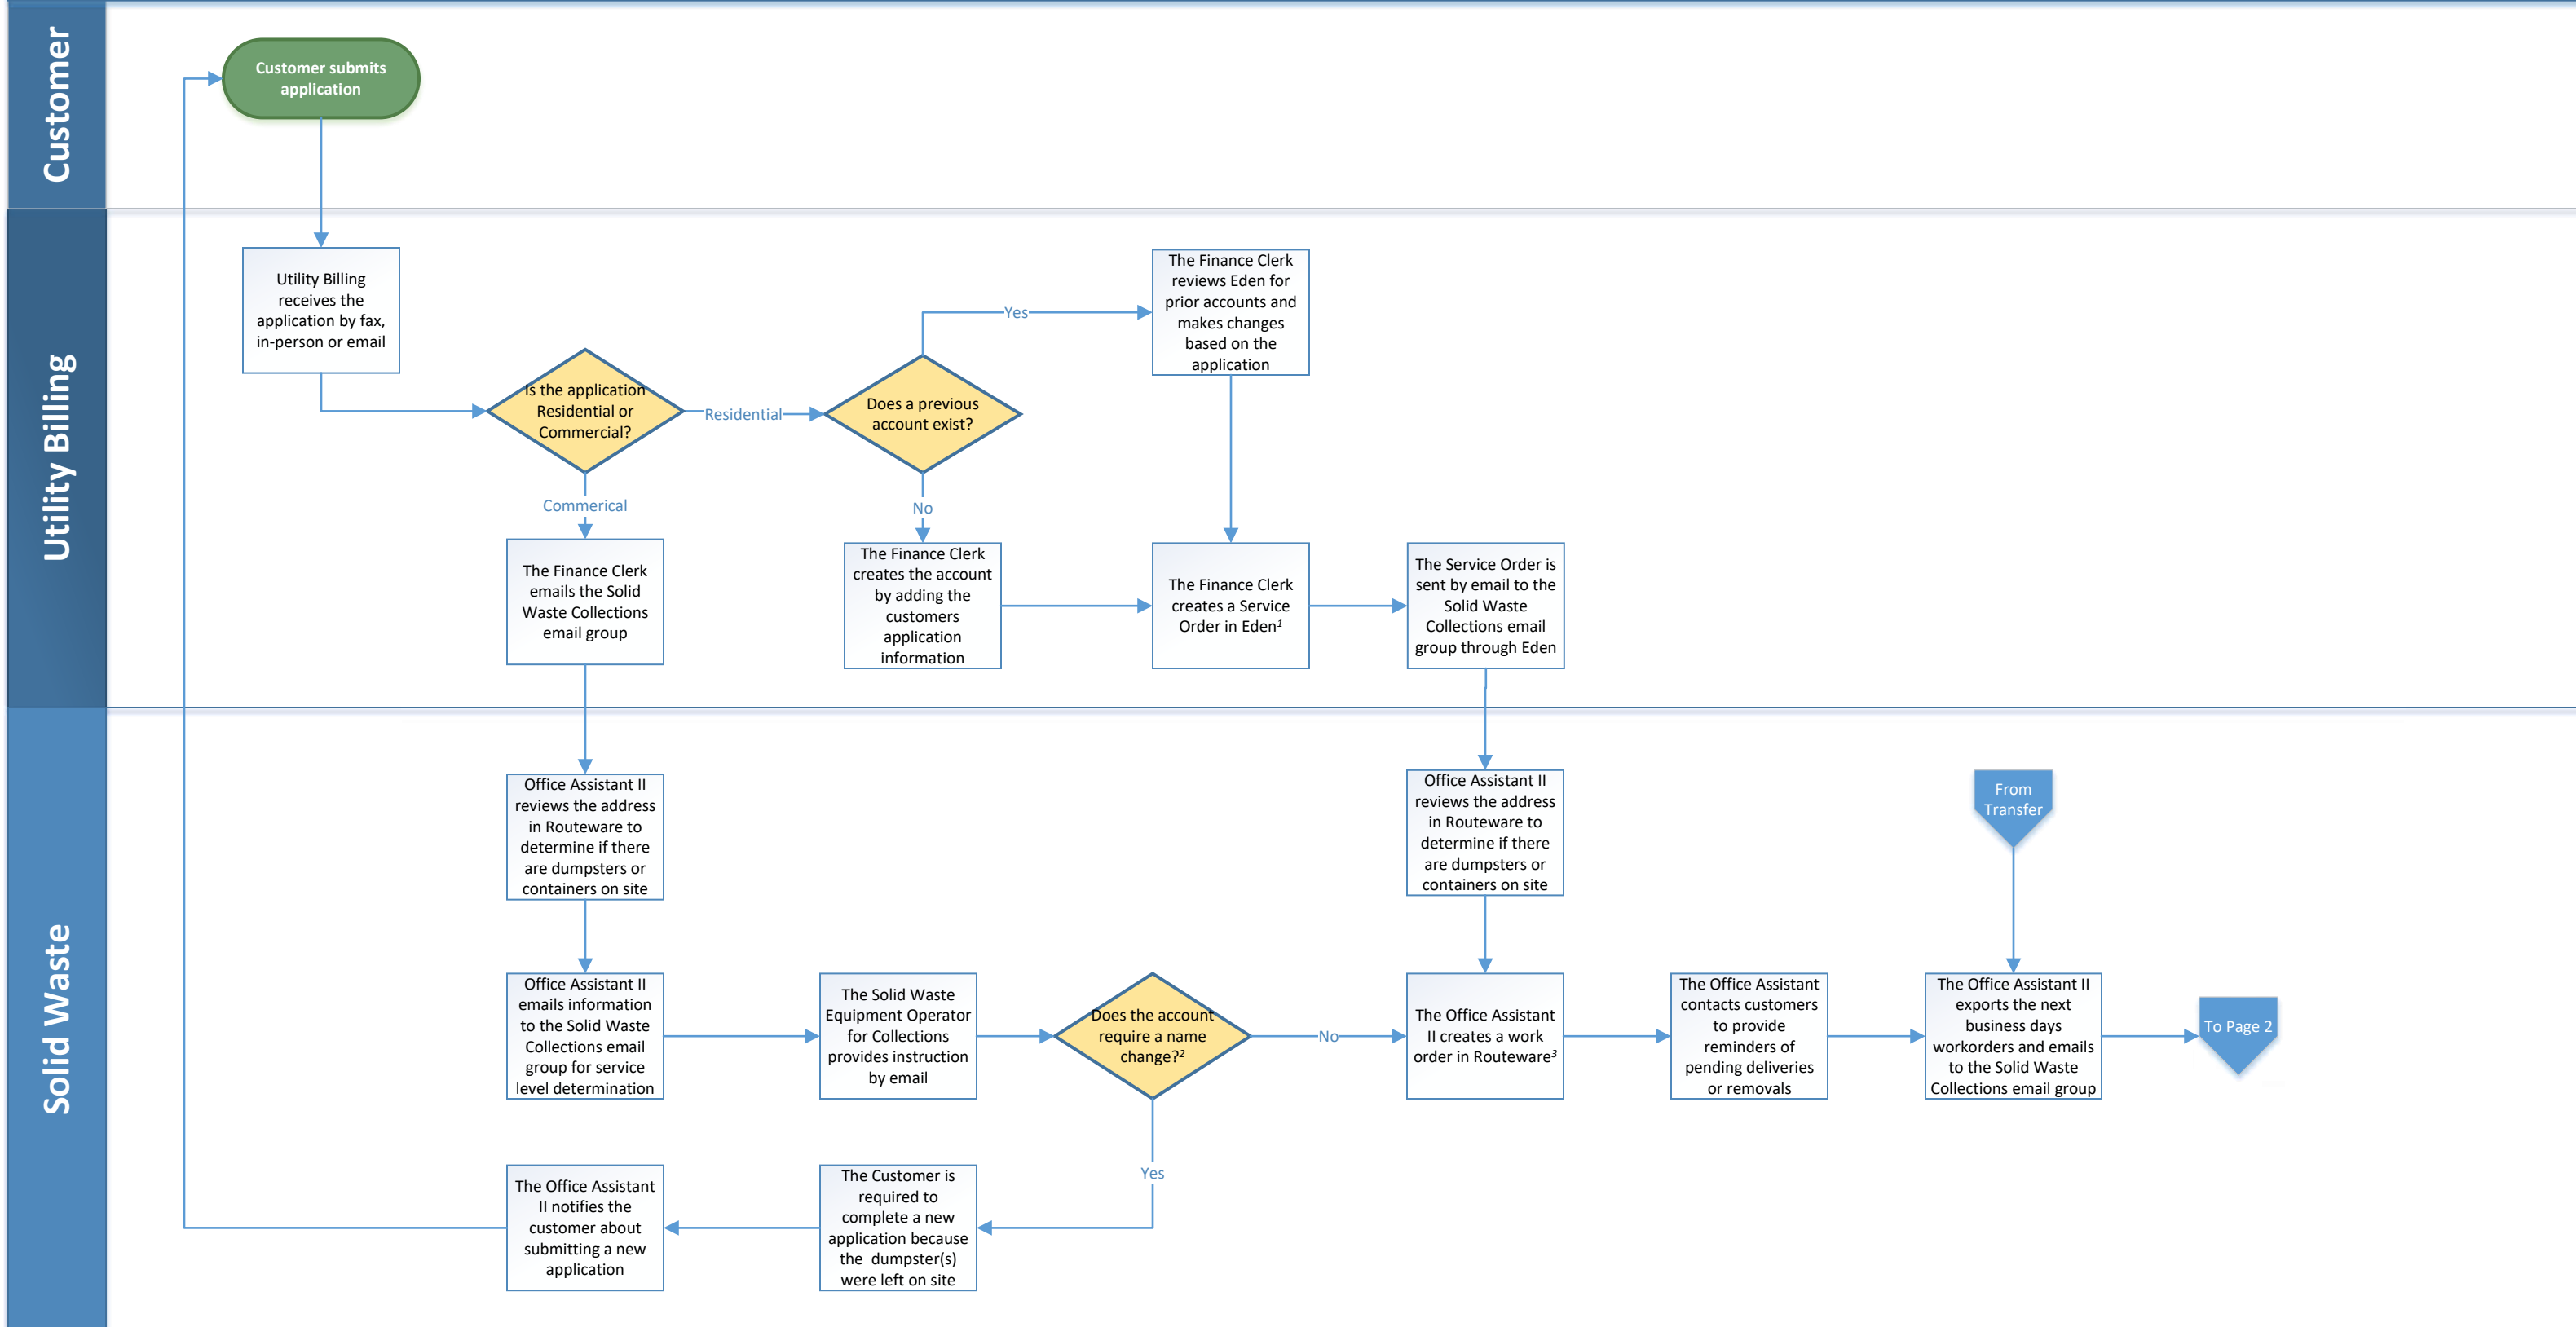 Customer
Customer submits
application
Utility Billing
Utility Billing
receives the
application by fax,
in-person or email
Is the application
Residential or
Commercial?
Residential
Commerical
Does a previous
account exist?
Yes
No
The Finance Clerk
reviews Eden for
prior accounts and
makes changes
based on the
application
The Finance Clerk
emails the Solid
Waste Collections
email group
The Finance Clerk
creates the account
by adding the
customers
application
information
The Finance Clerk
creates a Service
Order in Eden¹
The Service Order is
sent by email to the
Solid Waste
Collections email
group through Eden
Solid Waste
Office Assistant II
reviews the address
in Routeware to
determine if there
are dumpsters or
containers on site
Office Assistant II
reviews the address
in Routeware to
determine if there
are dumpsters or
containers on site
From
Transfer
Office Assistant II
emails information
to the Solid Waste
Collections email
group for service
level determination
The Solid Waste
Equipment Operator
for Collections
provides instruction
by email
Does the account
require a name
change?²
No
Yes
The Office Assistant
II creates a work
order in Routeware³
The Office Assistant
contacts customers
to provide
reminders of
pending deliveries
or removals
The Office Assistant II
exports the next
business days
workorders and emails
to the Solid Waste
Collections email group
To Page 2
The Office Assistant
II notifies the
customer about
submitting a new
application
The Customer is
required to
complete a new
application because
the dumpster(s)
were left on site